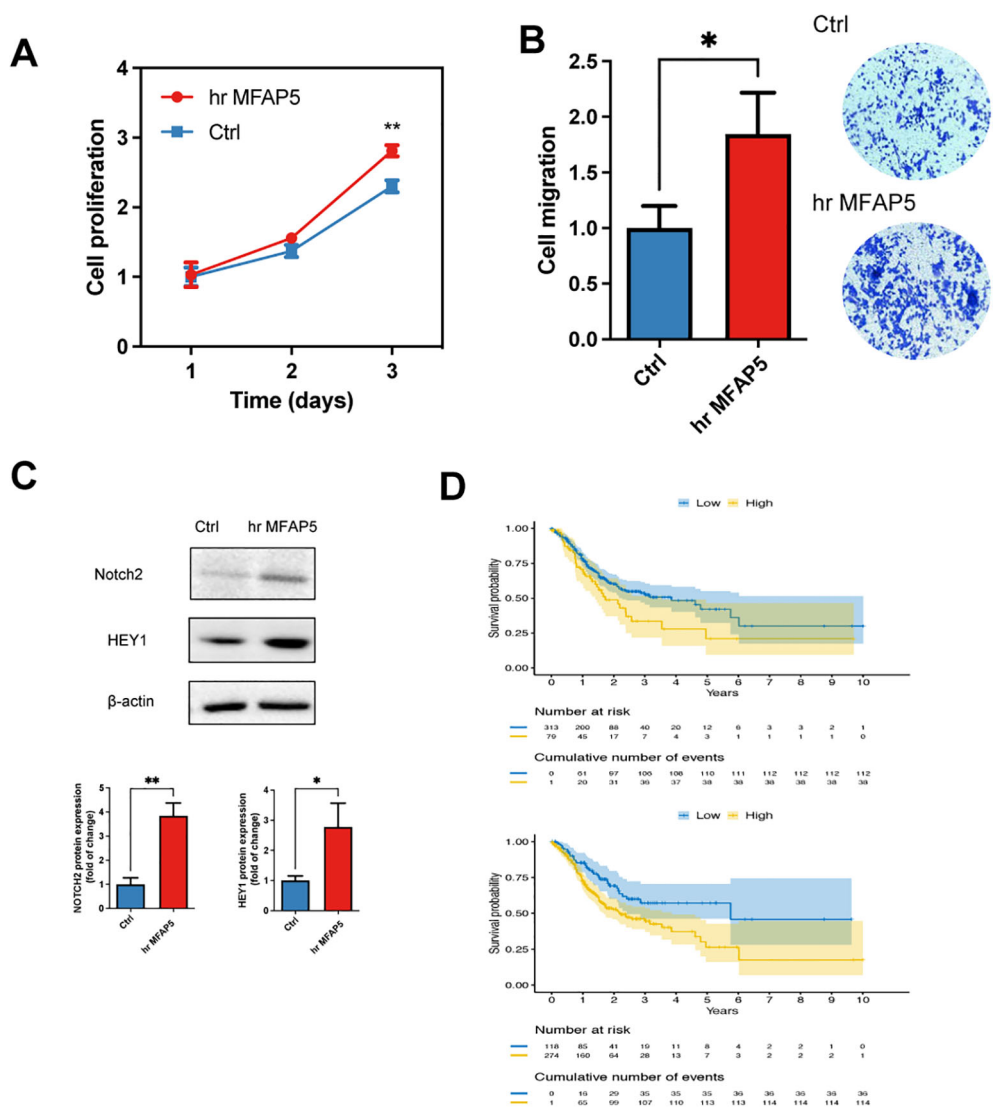 A
hr MFAP5
Ctrl
**
Cell proliferation
4
3
2
1
0
1 2 3
Time (days)
B
*
Cell migration
2.5
2.0
1.5
1.0
0.5
0.0
Ctrl
hr MFAP5
Ctrl
hr MFAP5
C
Ctrl hr MFAP5
Notch2
HEY1
β-actin
**
NOTCH2 protein expression
(fold of change)
5
4
3
2
1
0
Ctrl
hr MFAP5
*
HEY1 protein expression
(fold of change)
4
3
2
1
0
Ctrl
hr MFAP5
D
Low High
Survival probability
1.00
0.75
0.50
0.25
0.00
0 1 2 3 4 5 6 7 8 9 10
Years
Number at risk
313 200 88 40 20 12 6 3 3 2 1
79 45 17 7 4 3 1 1 1 1 0
Cumulative number of events
0 61 97 106 108 110 111 112 112 112 112
1 20 31 36 37 38 38 38 38 38 38
Low High
Survival probability
1.00
0.75
0.50
0.25
0.00
0 1 2 3 4 5 6 7 8 9 10
Years
Number at risk
118 85 41 19 11 8 4 2 2 1 0
274 160 64 28 13 7 3 2 2 2 1
Cumulative number of events
0 16 29 35 35 35 36 36 36 36 36
1 65 99 107 110 113 113 114 114 114 114